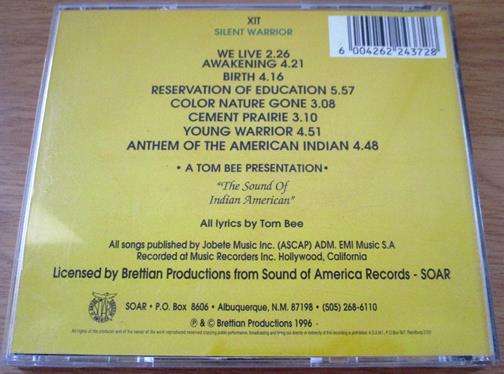 XIT
SILENT WARRIOR
WE LIVE 2.26
AWAKENING 4.21
BIRTH 4.16
RESERVATION OF EDUCATION 5.57
COLOR NATURE GONE 3.08
CEMENT PRAIRIE 3.10
YOUNG WARRIOR 4.51
ANTHEM OF THE AMERICAN INDIAN 4.48
• A TOM BEE PRESENTATION•
"The Sound Of
Indian American"
All lyrics by Tom Bee
All songs published by Jobete Music Inc. (ASCAP) ADM. EMI Music S.A
Recorded at Music Recorders Inc. Hollywood, California
Licensed by Brettian Productions from Sound of America Records - SOAR
SOAR • P.O. Box 8606 • Albuquerque, N.M. 87198 • (505) 268-6110
℗ & © Brettian Productions 1996 •
6 004262 243728